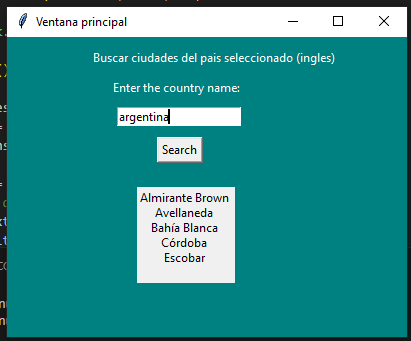 Ventana principal
Buscar ciudades del pais seleccionado (ingles)
Enter the country name:
argentina
Search
Almirante Brown
Avellaneda
Bahía Blanca
Córdoba
Escobar